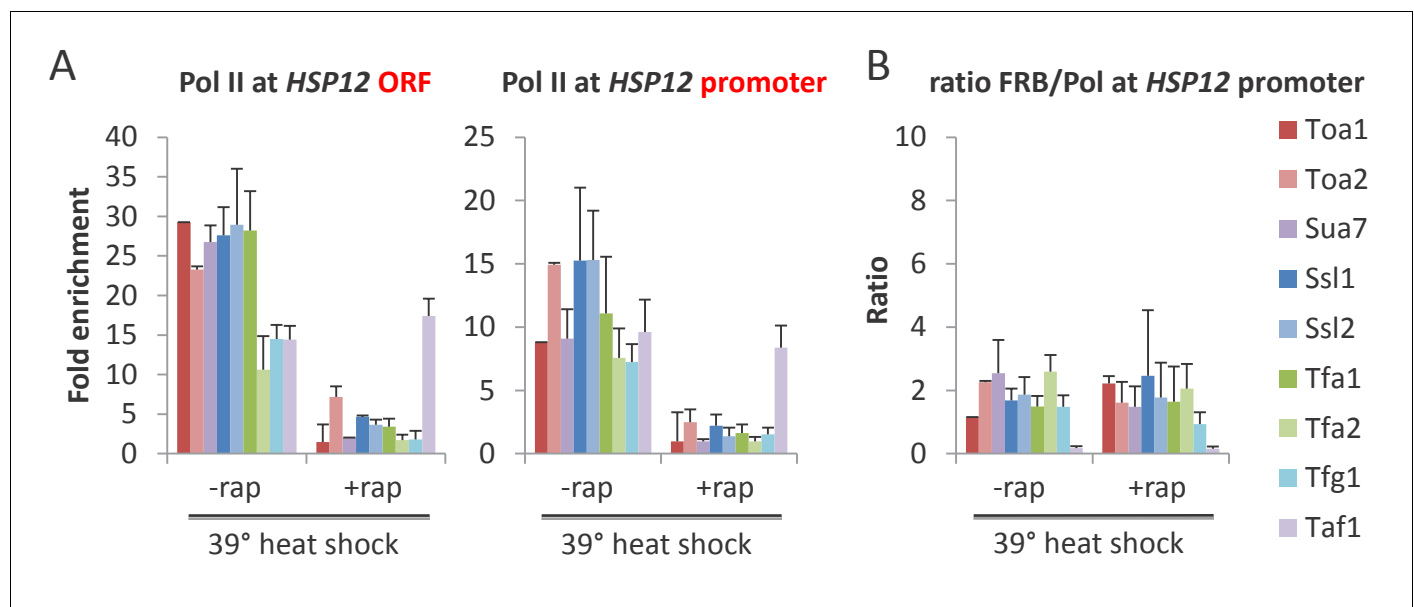 A
Pol II at HSP12 ORF
Fold enrichment
40
35
30
25
20
15
10
5
0
-rap
+rap
39° heat shock
Pol II at HSP12 promoter
25
20
15
10
5
0
-rap
+rap
39° heat shock
B
ratio FRB/Pol at HSP12 promoter
Ratio
10
8
6
4
2
0
-rap
+rap
39° heat shock
Toa1
Toa2
Sua7
Ssl1
Ssl2
Tfa1
Tfa2
Tfg1
Taf1